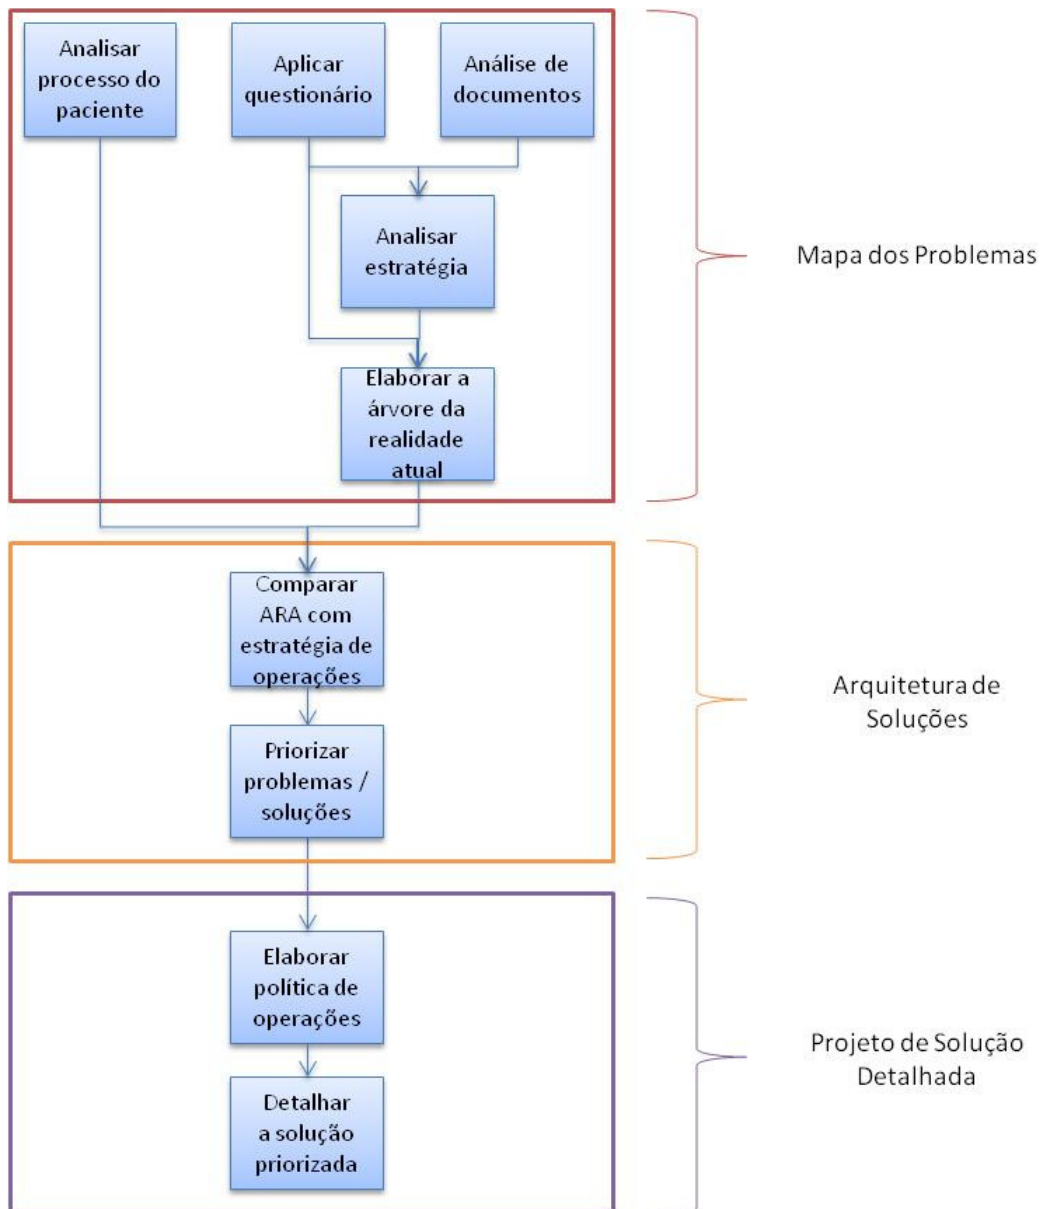 Analisar
processo do
paciente
Aplicar
questionário
Análise de
documentos
Analisar
estratégia
Elaborar a
árvore da
realidade
atual
Mapa dos Problemas
Comparar
ARA com
estratégia de
operações
Priorizar
problemas /
soluções
Arquitetura de
Soluções
Elaborar
política de
operações
Detalhar
a solução
priorizada
Projeto de Solução
Detalhada